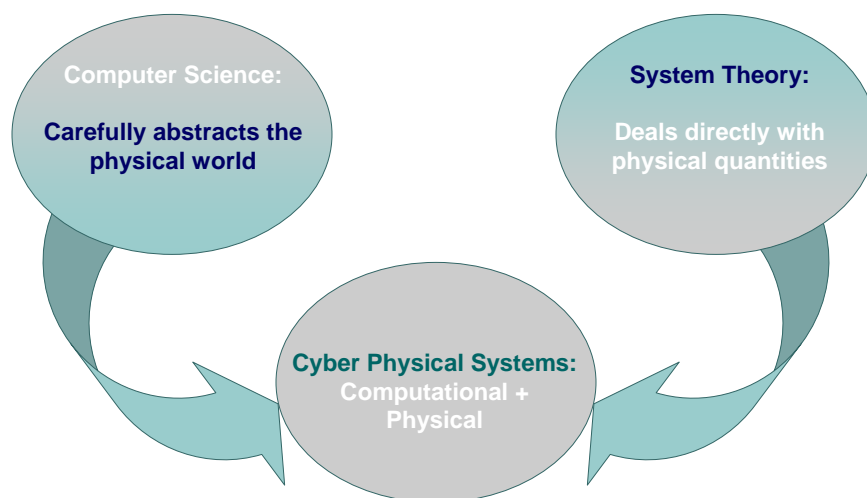 Computer Science:
Carefully abstracts the
physical world
System Theory:
Deals directly with
physical quantities
Cyber Physical Systems:
Computational +
Physical